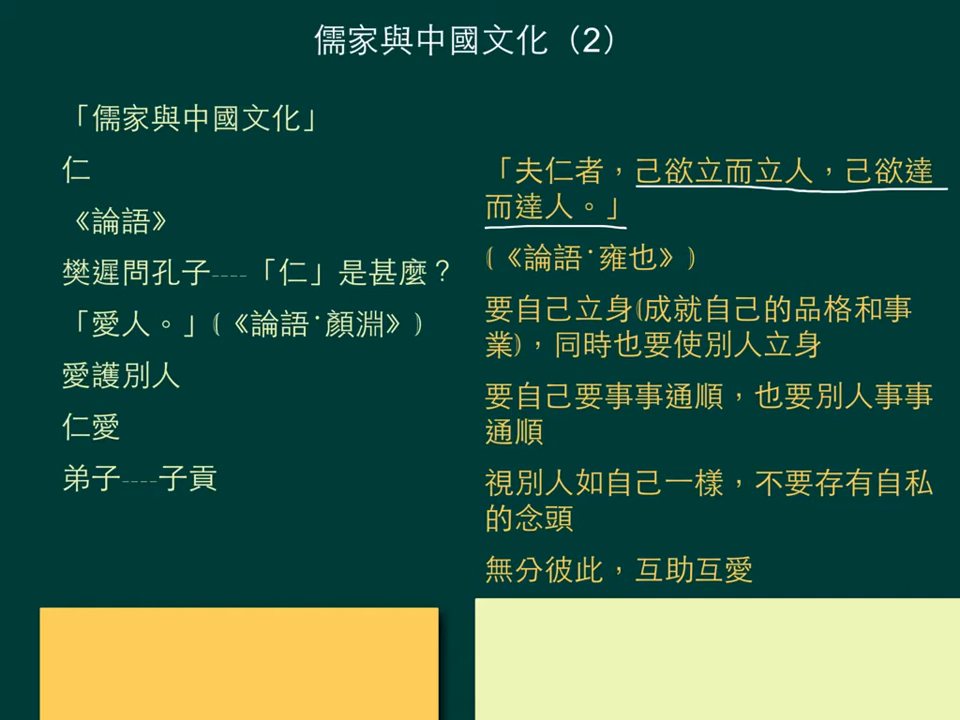 儒家與中國文化（2）
「儒家與中國文化」
仁
《論語》
樊遲問孔子----「仁」是甚麼？
「愛人。」(《論語·顏淵》)
愛護別人
仁愛
弟子----子貢
「夫仁者，己欲立而立人，己欲達
而達人。」
(《論語·雍也》)
要自己立身(成就自己的品格和事
業)，同時也要使別人立身
要自己要事事通順，也要別人事事
通順
視別人如自己一樣，不要存有自私
的念頭
無分彼此，互助互愛